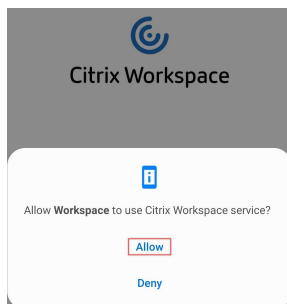 Citrix Workspace
Allow Workspace to use Citrix Workspace service?
Allow
Deny